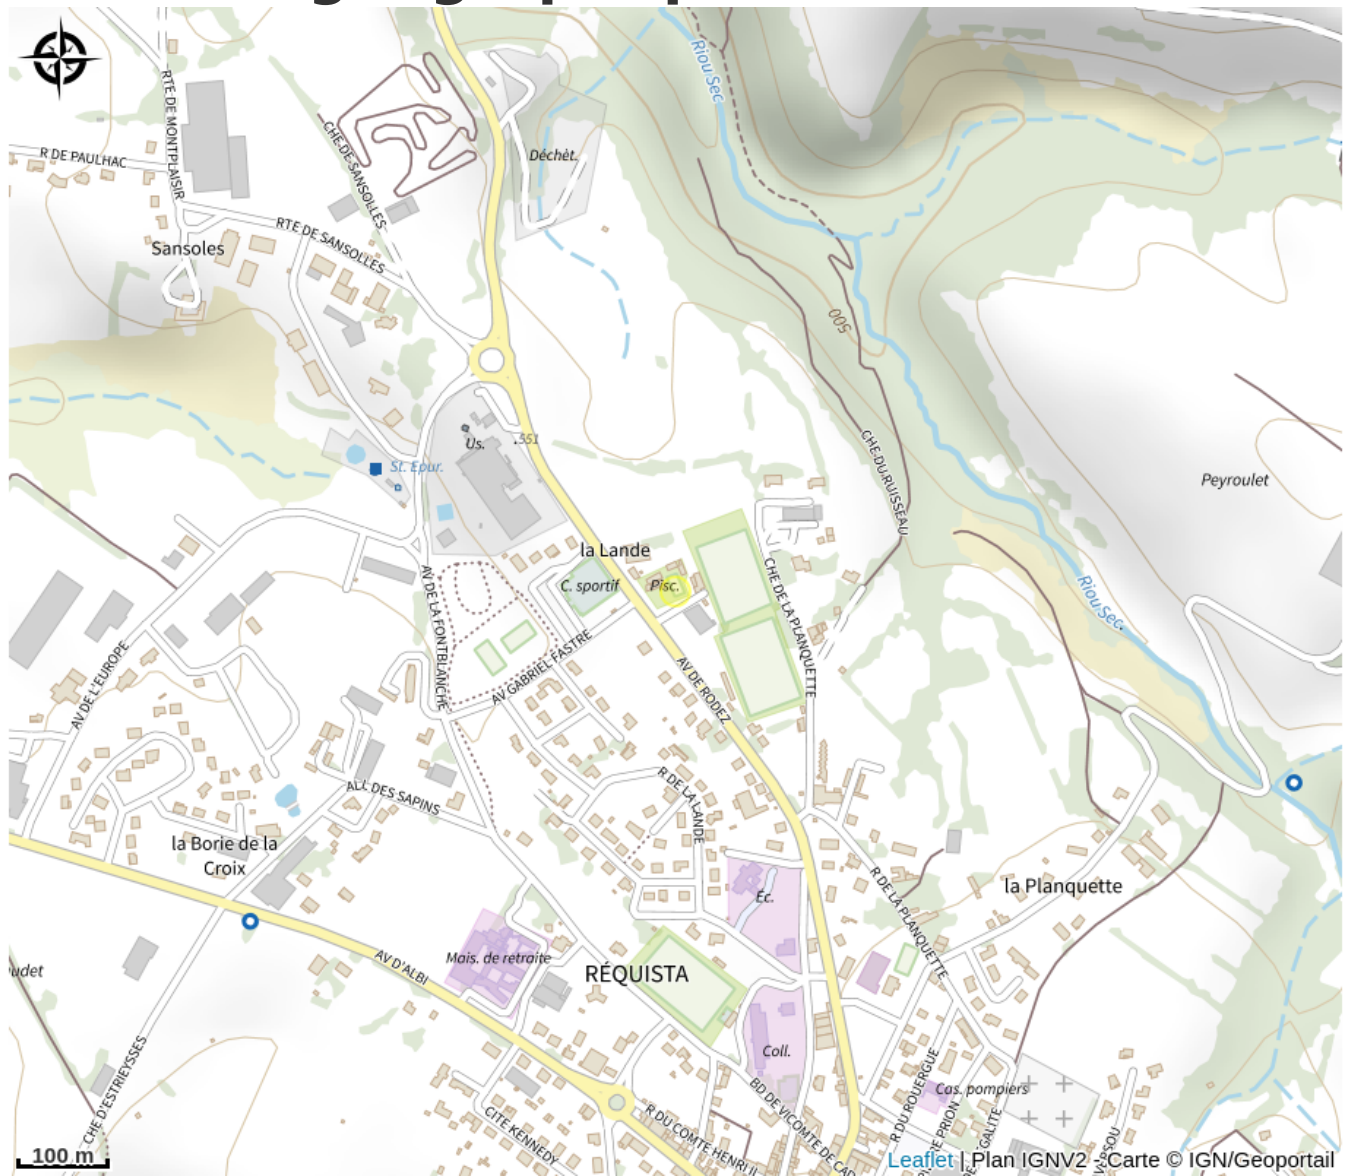 Riou Sec
RTE DE MONTPLAISIR
CHE DE SANSOLLES
R DE PAULHAC
Déchèt.
RTE DE SANSOLLES
Sansoles
500
Us.
.551
St. Epur.
CHE DU RUISSEAU
Peyroulet
la Lande
C. sportif
Pisc.
CHE DE LA PLANQUETTE
Riou Sec
AV DE LA FONTBLANCHE
AV GABRIEL FASTRE
AV DE L'EUROPE
AV DE RODEZ
R DE LA LANDE
ALL DES SAPINS
la Borie de la
Croix
Éc.
R DE LA PLANQUETTE
la Planquette
Mais. de retraite
AV D'ALBI
RÉQUISTA
udet
Coll.
CHE D'ESTRIEYSSES
Cas. pompiers
R DU ROUERGUE
BD DE VICOMTE DE CAD
R DU COMTE HENRI II
CITE KENNEDY
100 m
Leaflet | Plan IGNV2 - Carte © IGN/Geoportail